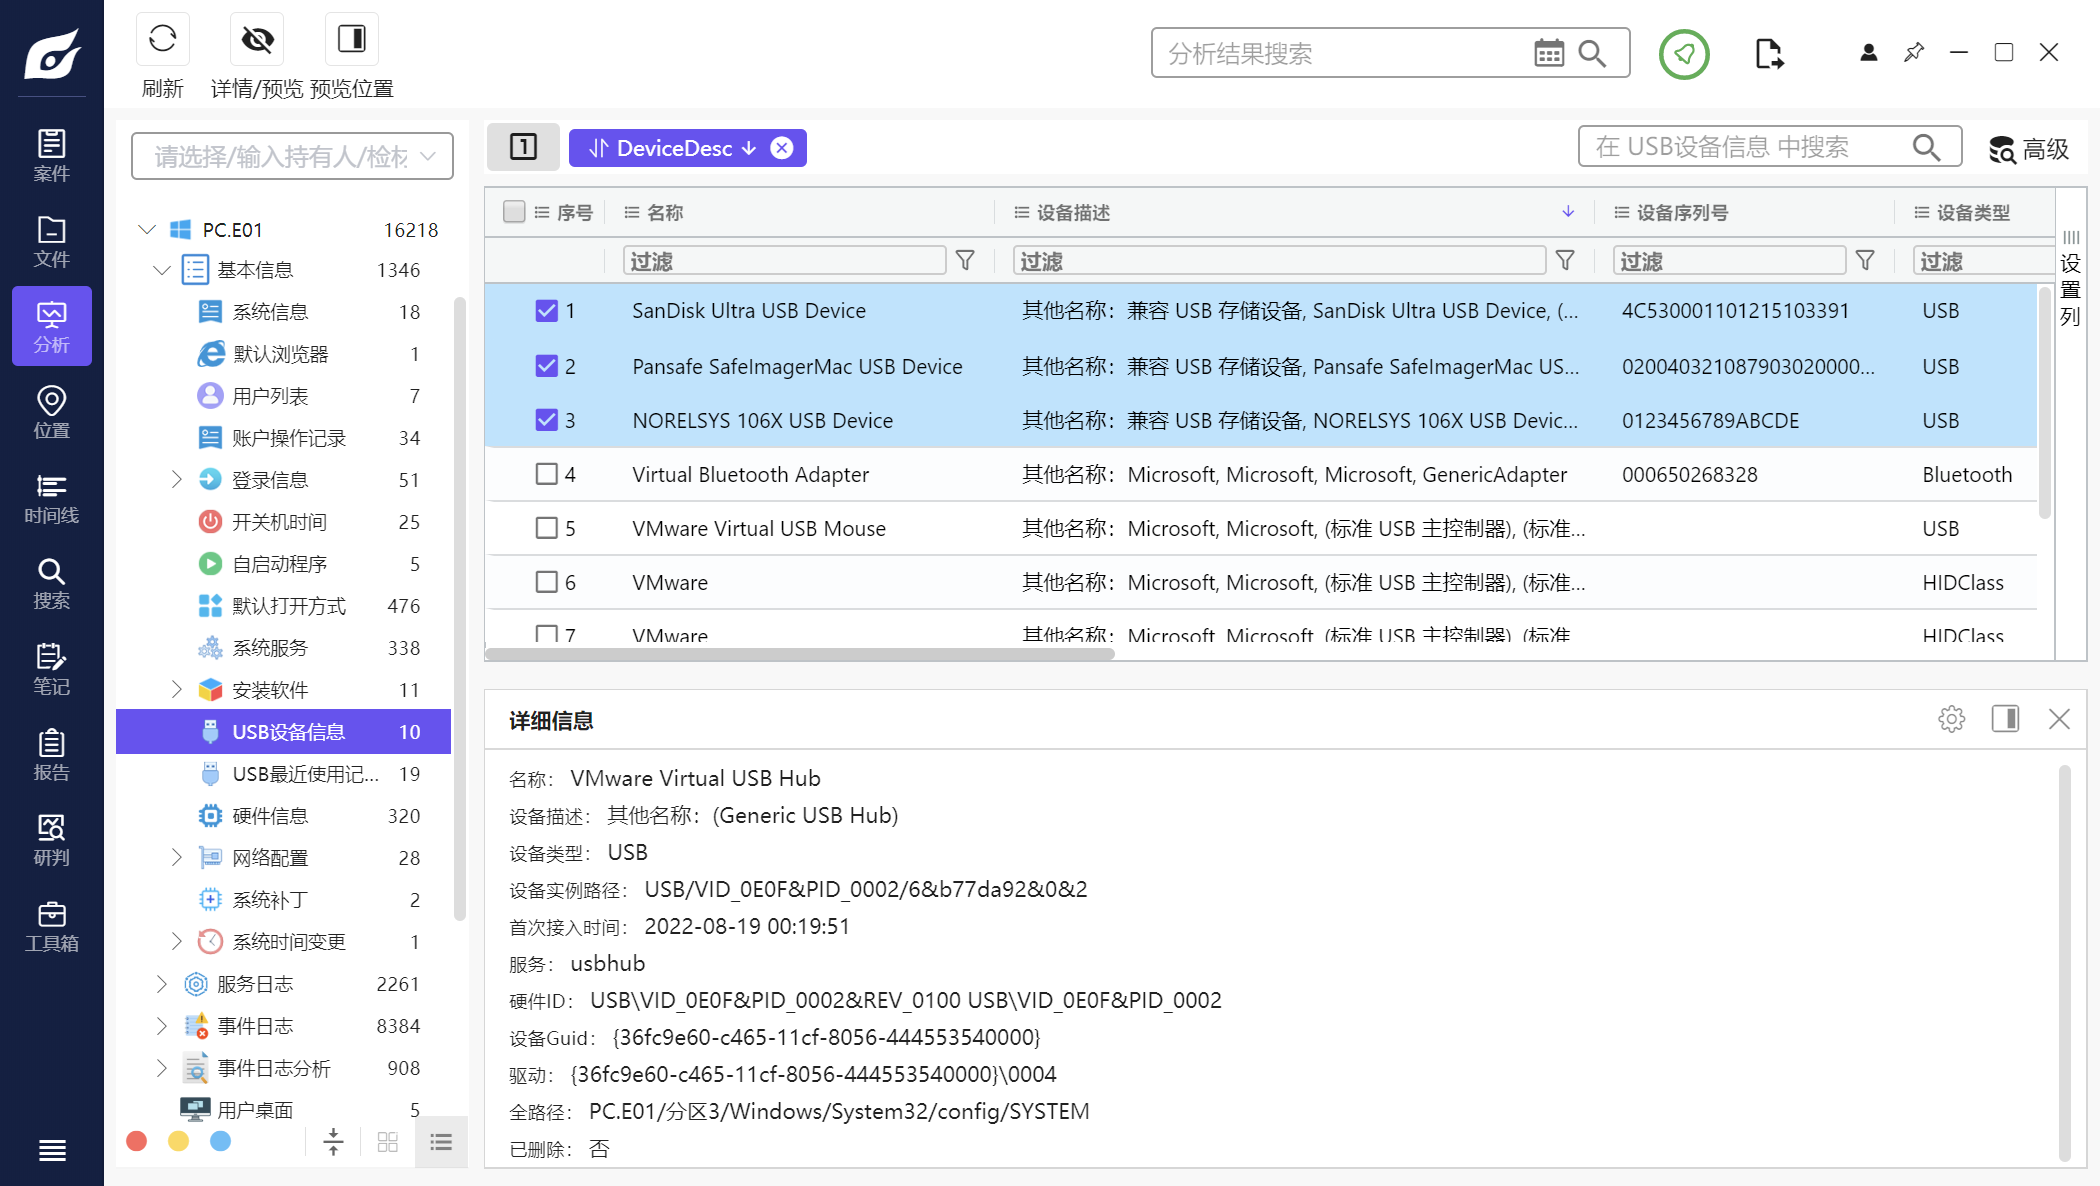 刷新
详情/预览
预览位置
分析结果搜索
案件
文件
分析
位置
时间线
搜索
笔记
报告
研判
工具箱
请选择/输入持有人/检材
PC.E01 16218
基本信息 1346
系统信息 18
默认浏览器 1
用户列表 7
账户操作记录 34
登录信息 51
开关机时间 25
自启动程序 5
默认打开方式 476
系统服务 338
安装软件 11
USB设备信息 10
USB最近使用记... 19
硬件信息 320
网络配置 28
系统补丁 2
系统时间变更 1
服务日志 2261
事件日志 8384
事件日志分析 908
用户桌面 5
1
DeviceDesc
在 USB设备信息 中搜索
高级
序号 名称 设备描述 设备序列号 设备类型
过滤 过滤 过滤 过滤
设置列
1 SanDisk Ultra USB Device 其他名称：兼容 USB 存储设备, SanDisk Ultra USB Device, (... 4C530001101215103391 USB
2 Pansafe SafeImagerMac USB Device 其他名称：兼容 USB 存储设备, Pansafe SafeImagerMac US... 020040321087903020000... USB
3 NORELSYS 106X USB Device 其他名称：兼容 USB 存储设备, NORELSYS 106X USB Devic... 0123456789ABCDE USB
4 Virtual Bluetooth Adapter 其他名称：Microsoft, Microsoft, Microsoft, GenericAdapter 000650268328 Bluetooth
5 VMware Virtual USB Mouse 其他名称：Microsoft, Microsoft, (标准 USB 主控制器), (标准... USB
6 VMware 其他名称：Microsoft, Microsoft, (标准 USB 主控制器), (标准... HIDClass
7 VMware 其他名称：Microsoft, Microsoft, (标准 USB 主控制器), (标准 HIDClass
详细信息
名称： VMware Virtual USB Hub
设备描述： 其他名称：(Generic USB Hub)
设备类型： USB
设备实例路径： USB/VID_0E0F&PID_0002/6&b77da92&0&2
首次接入时间： 2022-08-19 00:19:51
服务： usbhub
硬件ID： USB\VID_0E0F&PID_0002&REV_0100 USB\VID_0E0F&PID_0002
设备Guid： {36fc9e60-c465-11cf-8056-444553540000}
驱动： {36fc9e60-c465-11cf-8056-444553540000}\0004
全路径： PC.E01/分区3/Windows/System32/config/SYSTEM
已删除： 否